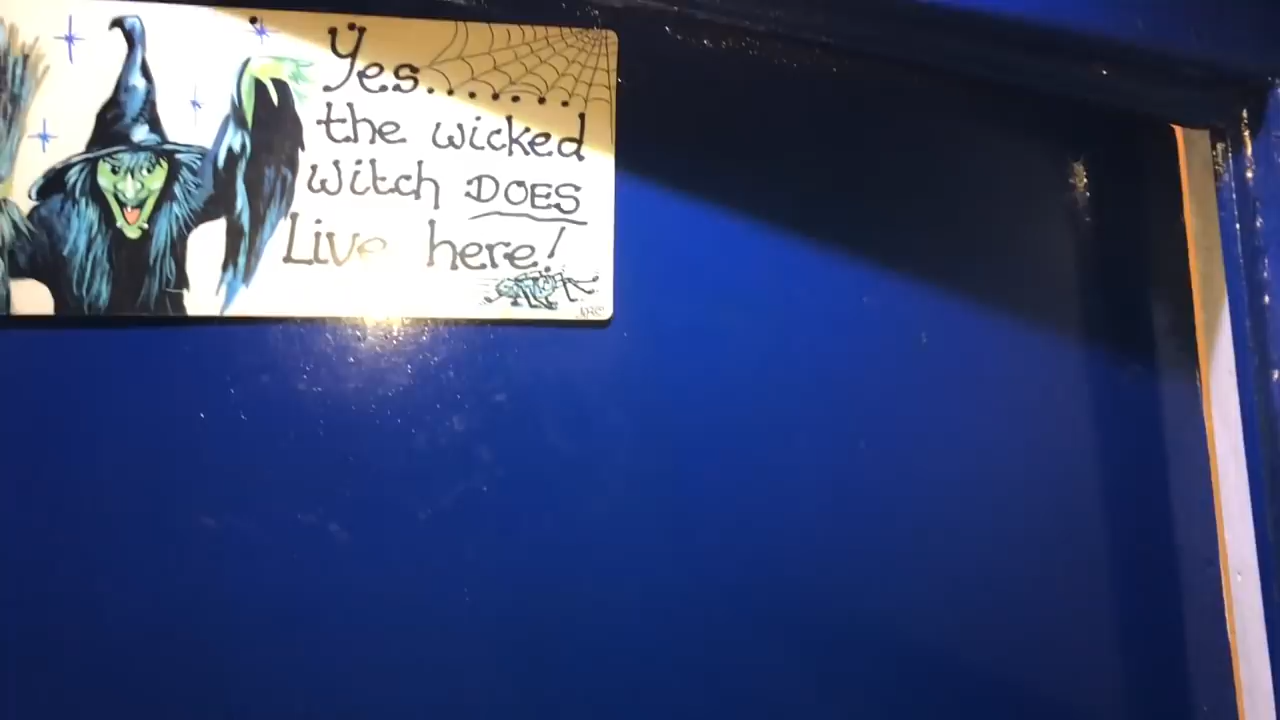 Yes......
the wicked
witch DOES
Live here!